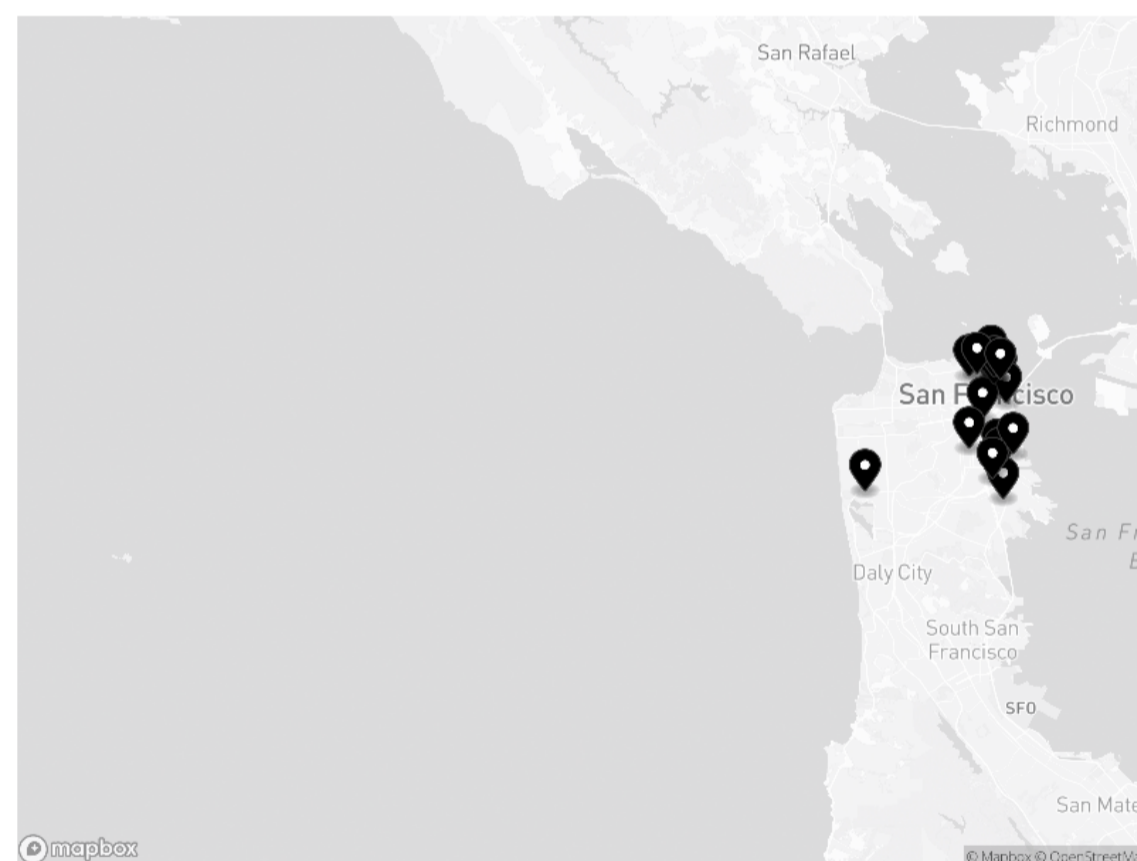 San Rafael
Richmond
San F cisco
San Fr
Daly City
South San
Francisco
SFO
San Mate
mapbox
© Mapbox © OpenStreetM